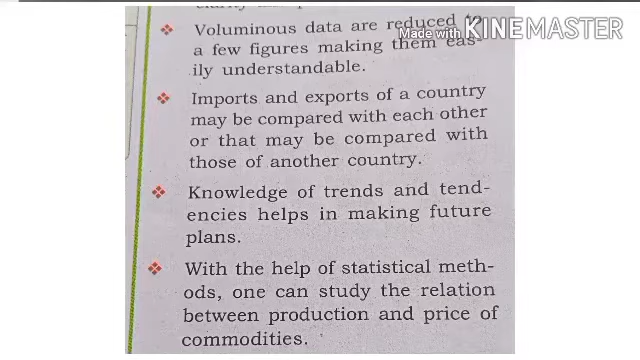 Voluminous data are reduced to
Made with KINEMASTER
a few figures making them eas-
ily understandable.
Imports and exports of a country
may be compared with each other
or that may be compared with
those of another country.
Knowledge of trends and tend-
encies helps in making future
plans.
With the help of statistical meth-
ods, one can study the relation
between production and price of
commodities.